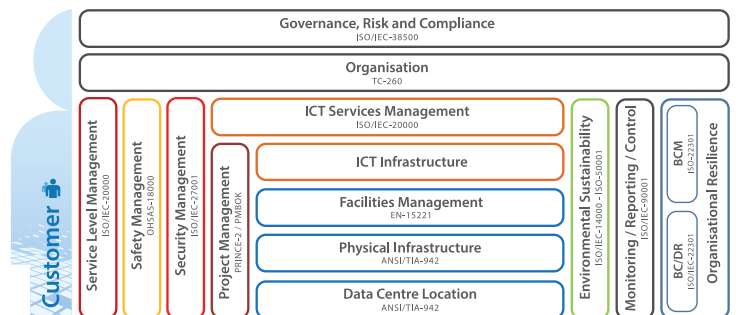 Governance, Risk and Compliance
ISO/IEC-38500
Organisation
TC-260
Customer
Service Level Management
ISO/IEC-20000
Safety Management
OHSAS-18000
Security Management
ISO/IEC-27001
ICT Services Management
ISO/IEC-20000
Project Management
PRINCE-2 / PMBOK
ICT Infrastructure
Facilities Management
EN-15221
Physical Infrastructure
ANSI/TIA-942
Data Centre Location
ANSI/TIA-942
Environmental Sustainability
ISO/IEC-14000 - ISO-50001
Monitoring / Reporting / Control
ISO/IEC-90001
BCM
ISO-22301
BC/DR
ISO/IEC-22301
Organisational Resilience